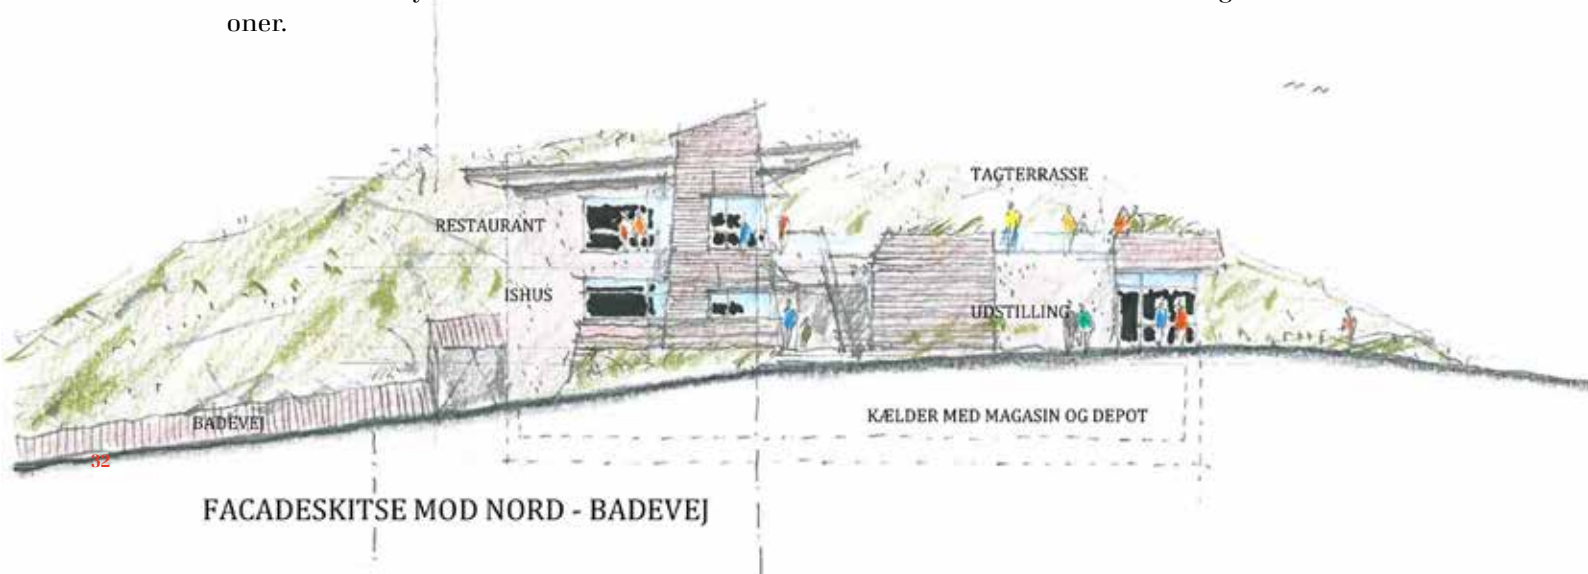 oner.
TAGTERRASSE
RESTAURANT
ISHUS
UDSTILLING
KÆLDER MED MAGASIN OG DEPOT
BADEVEJ
32
FACADESKITSE MOD NORD - BADEVEJ